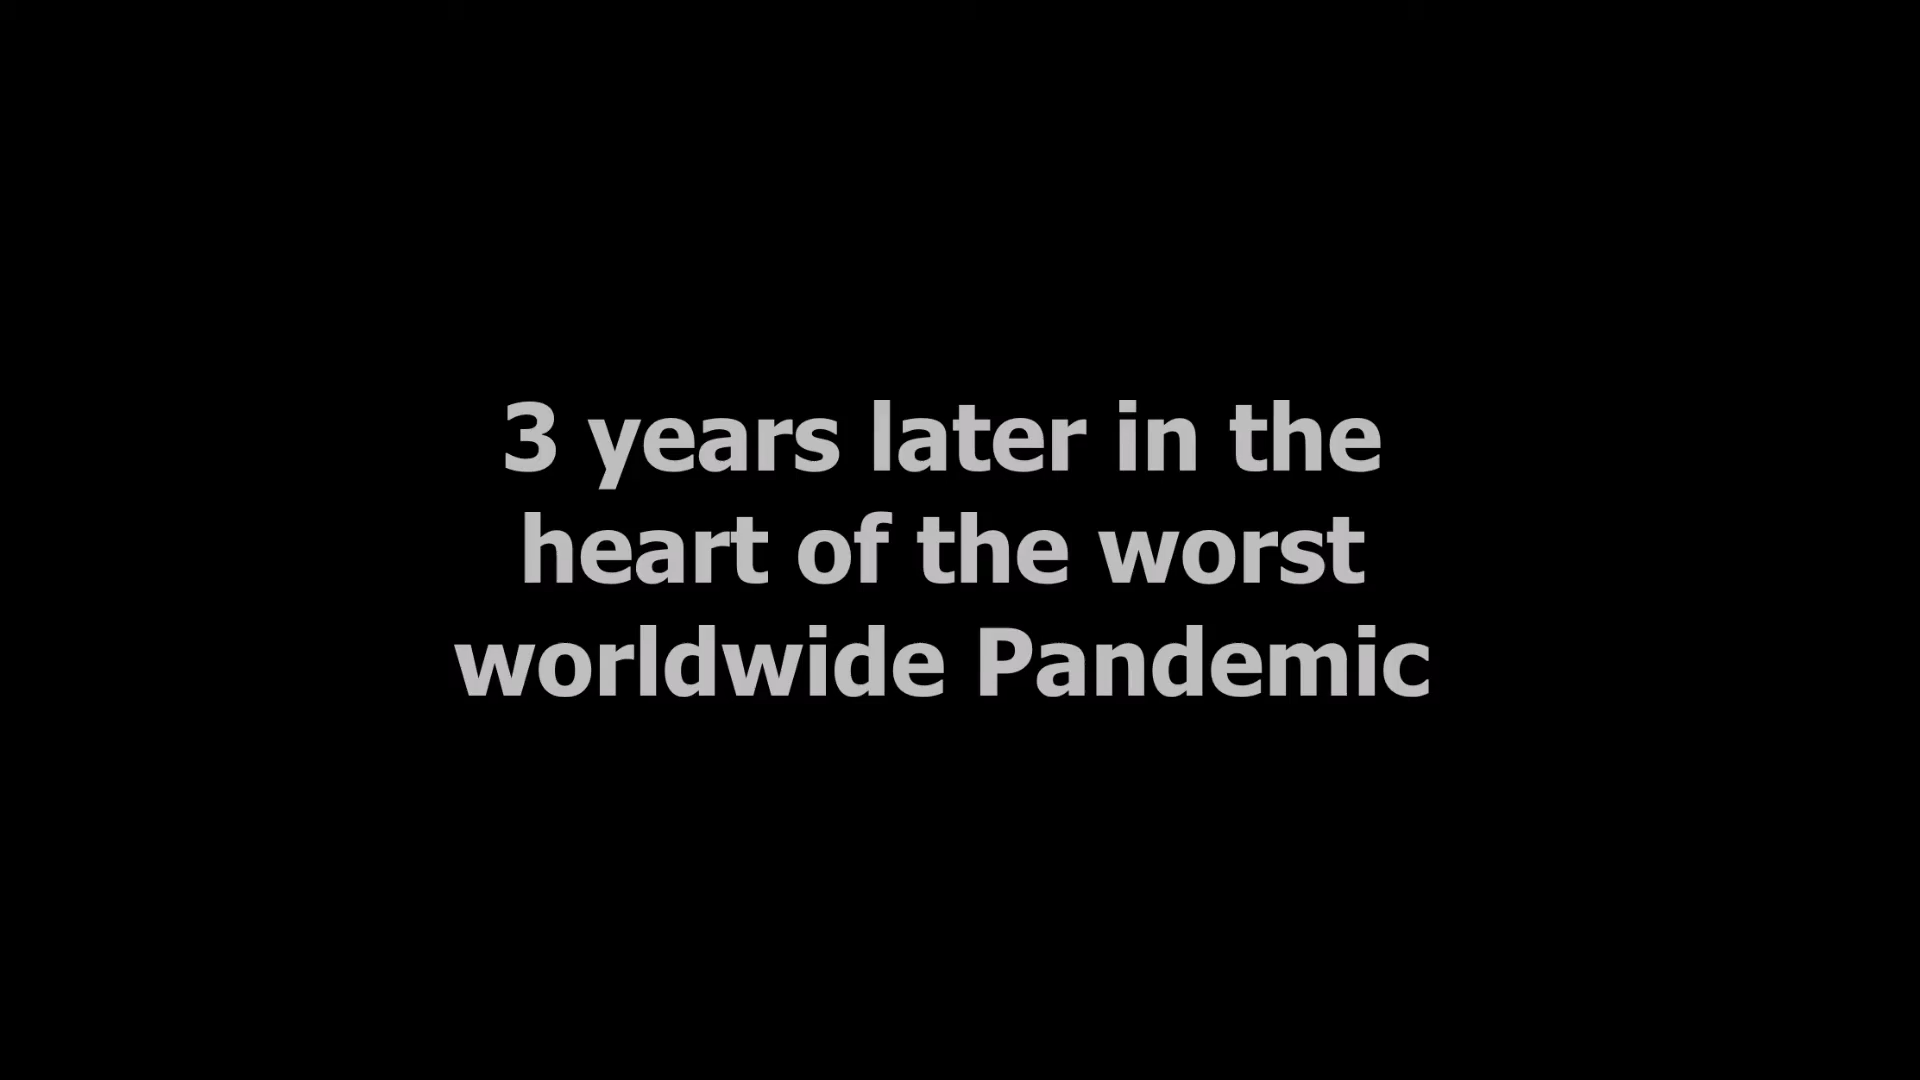 3 years later in the
heart of the worst
worldwide Pandemic